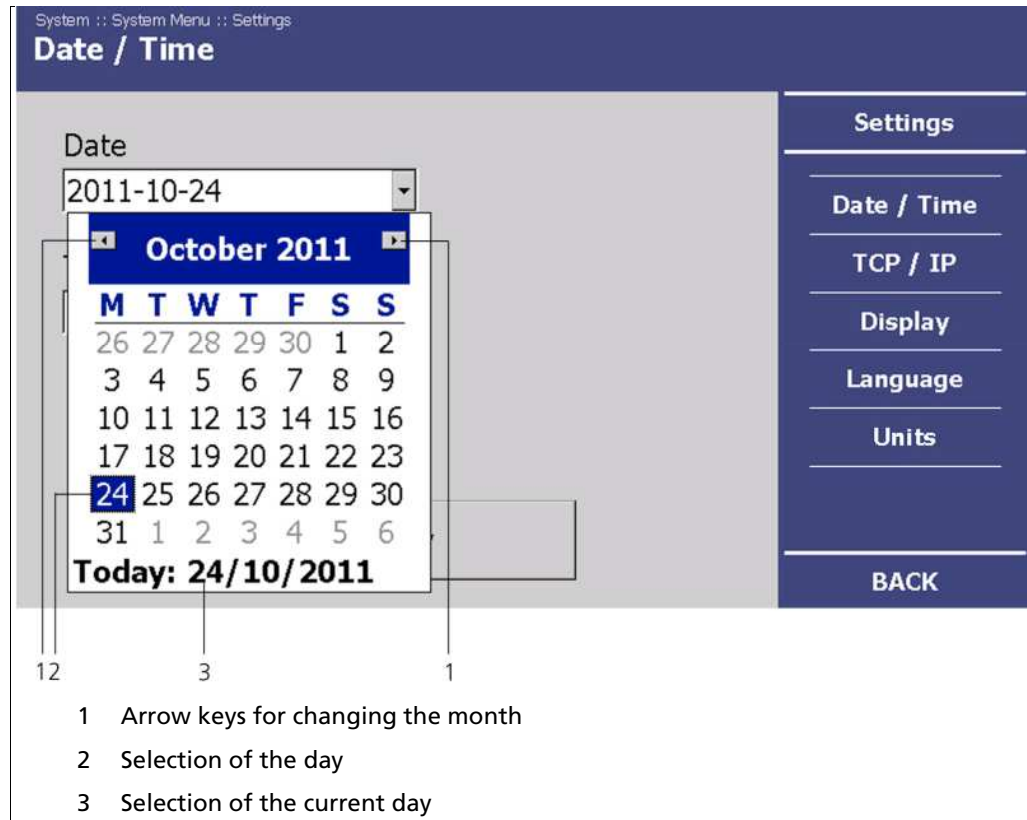 System :: System Menu :: Settings
Date / Time
Settings
Date
2011-10-24
Date / Time
October 2011
TCP / IP
M T W T F S S
Display
26 27 28 29 30 1 2
3 4 5 6 7 8 9
Language
10 11 12 13 14 15 16
Units
17 18 19 20 21 22 23
24 25 26 27 28 29 30
31 1 2 3 4 5 6
Today: 24/10/2011
BACK
12 3 1
1 Arrow keys for changing the month
2 Selection of the day
3 Selection of the current day